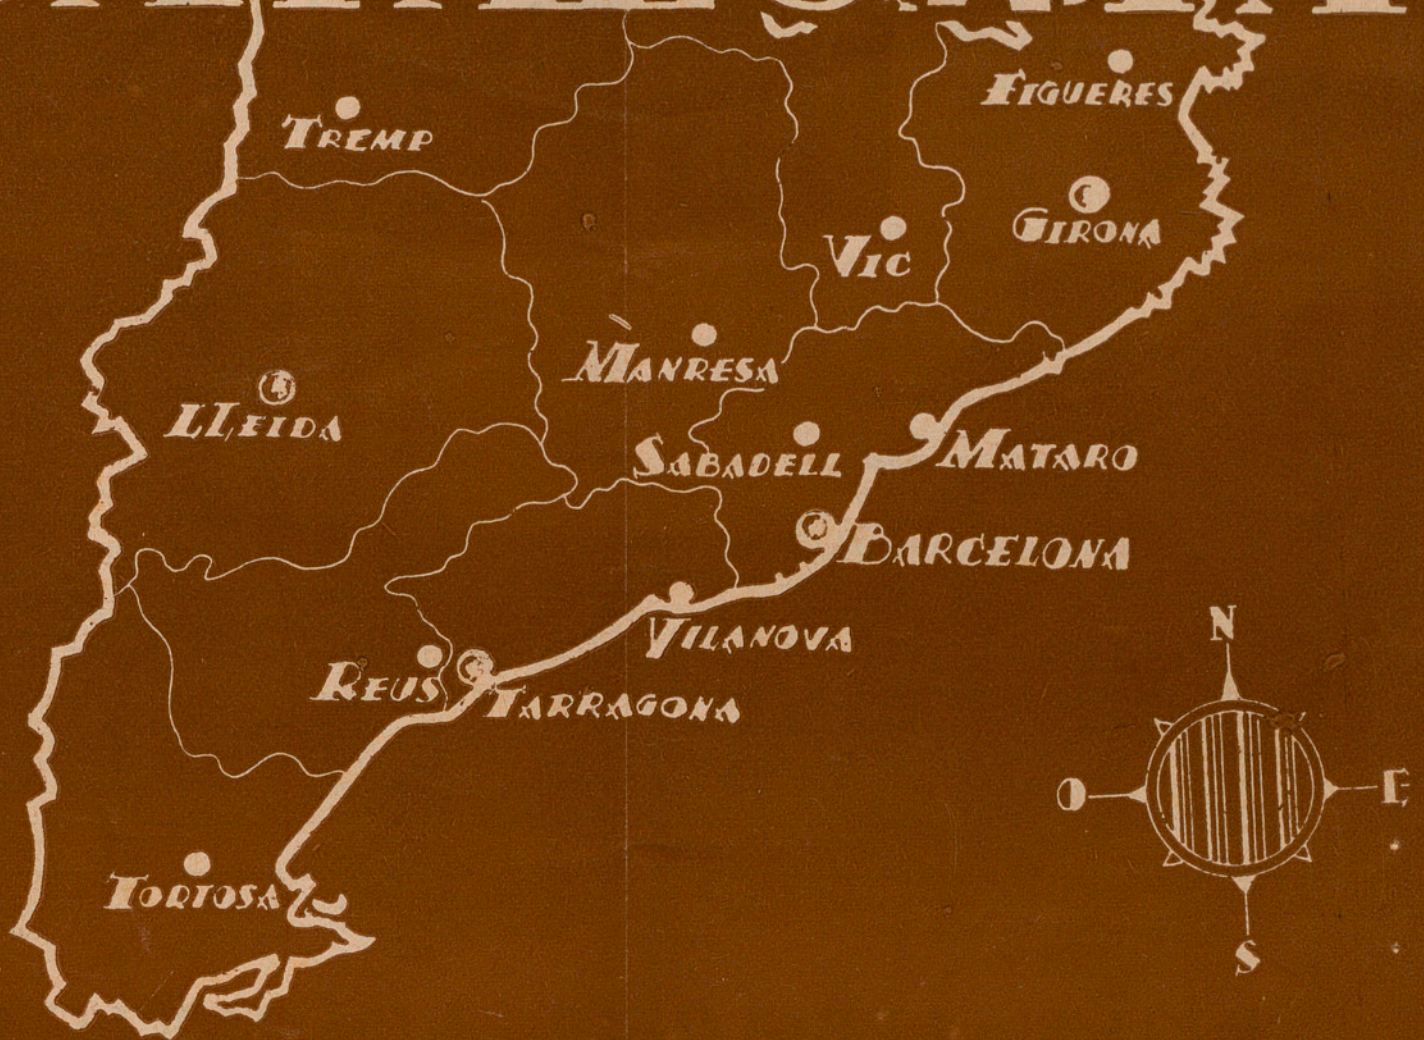 Figueres
Tremp
Girona
Vic
Manresa
LLeida
Sabadell
Mataro
Barcelona
Vilanova
Reus
Tarragona
Tortosa
N
O
E
S